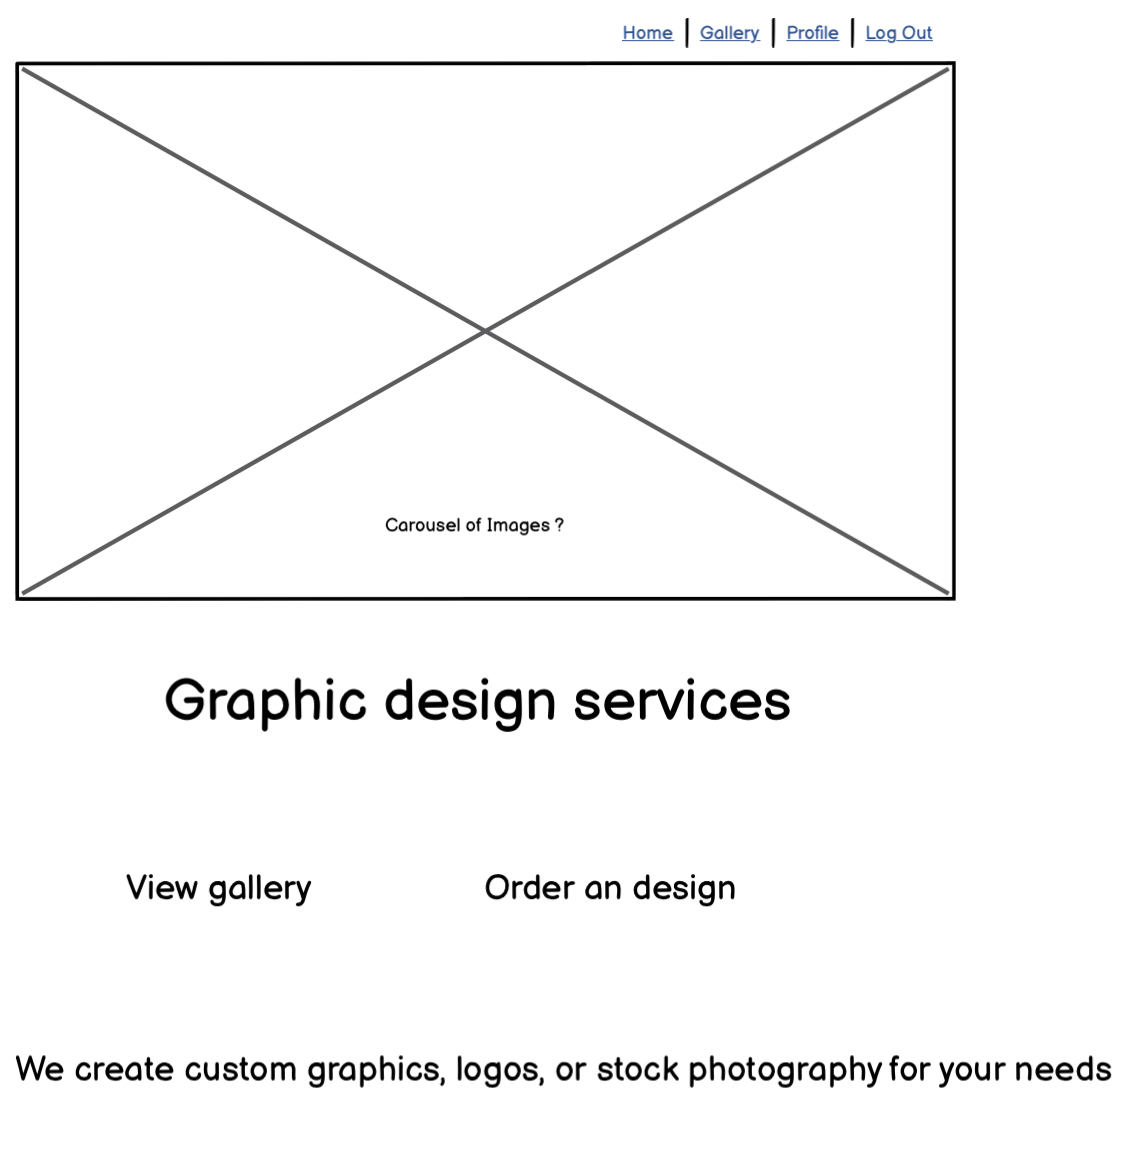 Home | Gallery | Profile | Log Out
Carousel of Images ?
Graphic design services
View gallery
Order an design
We create custom graphics, logos, or stock photography for your needs